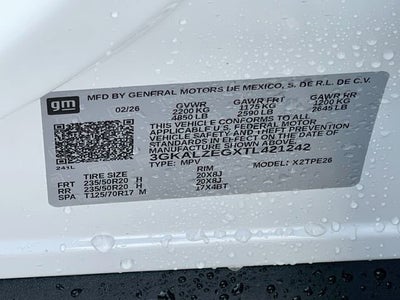 gm
MFD BY GENERAL MOTORS DE MEXICO, S. DE R.L. DE C.V.
02/26 GVWR GAWR FRT GAWR RR
2200 KG 1175 KG 1200 KG
4850 LB 2590 LB 2645 LB
THIS VEHICLE CONFORMS TO ALL
APPLICABLE U.S. FEDERAL MOTOR
VEHICLE SAFETY AND THEFT
PREVENTION STANDARDS IN
EFFECT ON THE DATE OF
MANUFACTURE SHOWN ABOVE.
3GKALZEGXTL421242
TYPE: MPV MODEL: X2TPE26
241L
TIRE SIZE RIM
FRT 235/50R20 H 20X8J
RR 235/50R20 H 20X8J
SPA T125/70R17 M 17X4BT